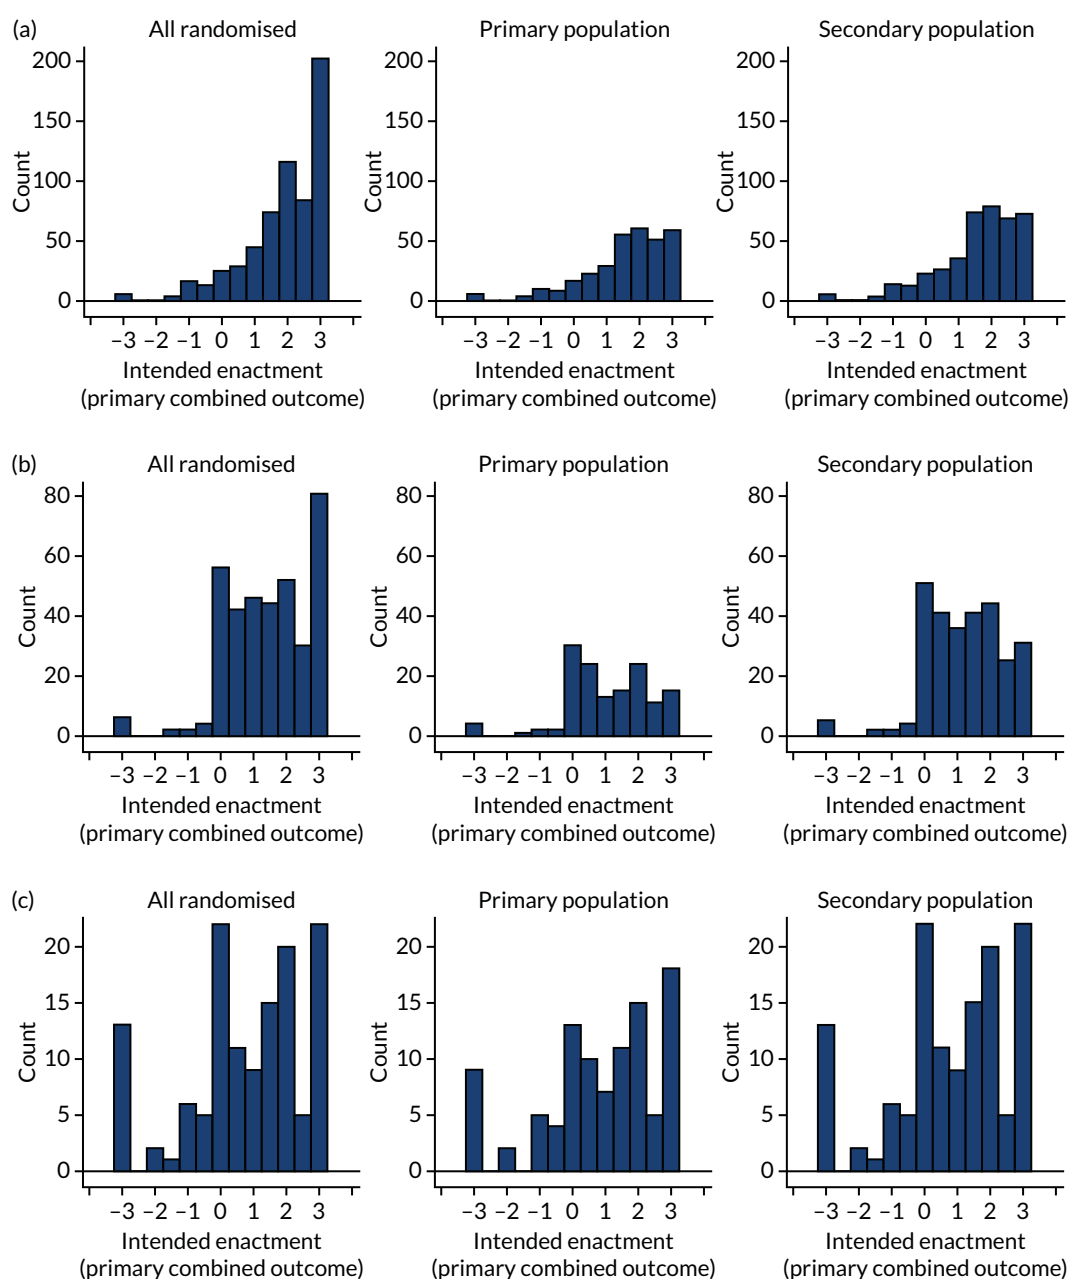 (a)
All randomised
Primary population
Secondary population
200
150
100
50
0
Count
–3 –2 –1 0 1 2 3
Intended enactment
(primary combined outcome)
200
150
100
50
0
Count
–3 –2 –1 0 1 2 3
Intended enactment
(primary combined outcome)
200
150
100
50
0
Count
–3 –2 –1 0 1 2 3
Intended enactment
(primary combined outcome)
(b)
All randomised
Primary population
Secondary population
80
60
40
20
0
Count
–3 –2 –1 0 1 2 3
Intended enactment
(primary combined outcome)
80
60
40
20
0
Count
–3 –2 –1 0 1 2 3
Intended enactment
(primary combined outcome)
80
60
40
20
0
Count
–3 –2 –1 0 1 2 3
Intended enactment
(primary combined outcome)
(c)
All randomised
Primary population
Secondary population
20
15
10
5
0
Count
–3 –2 –1 0 1 2 3
Intended enactment
(primary combined outcome)
20
15
10
5
0
Count
–3 –2 –1 0 1 2 3
Intended enactment
(primary combined outcome)
20
15
10
5
0
Count
–3 –2 –1 0 1 2 3
Intended enactment
(primary combined outcome)